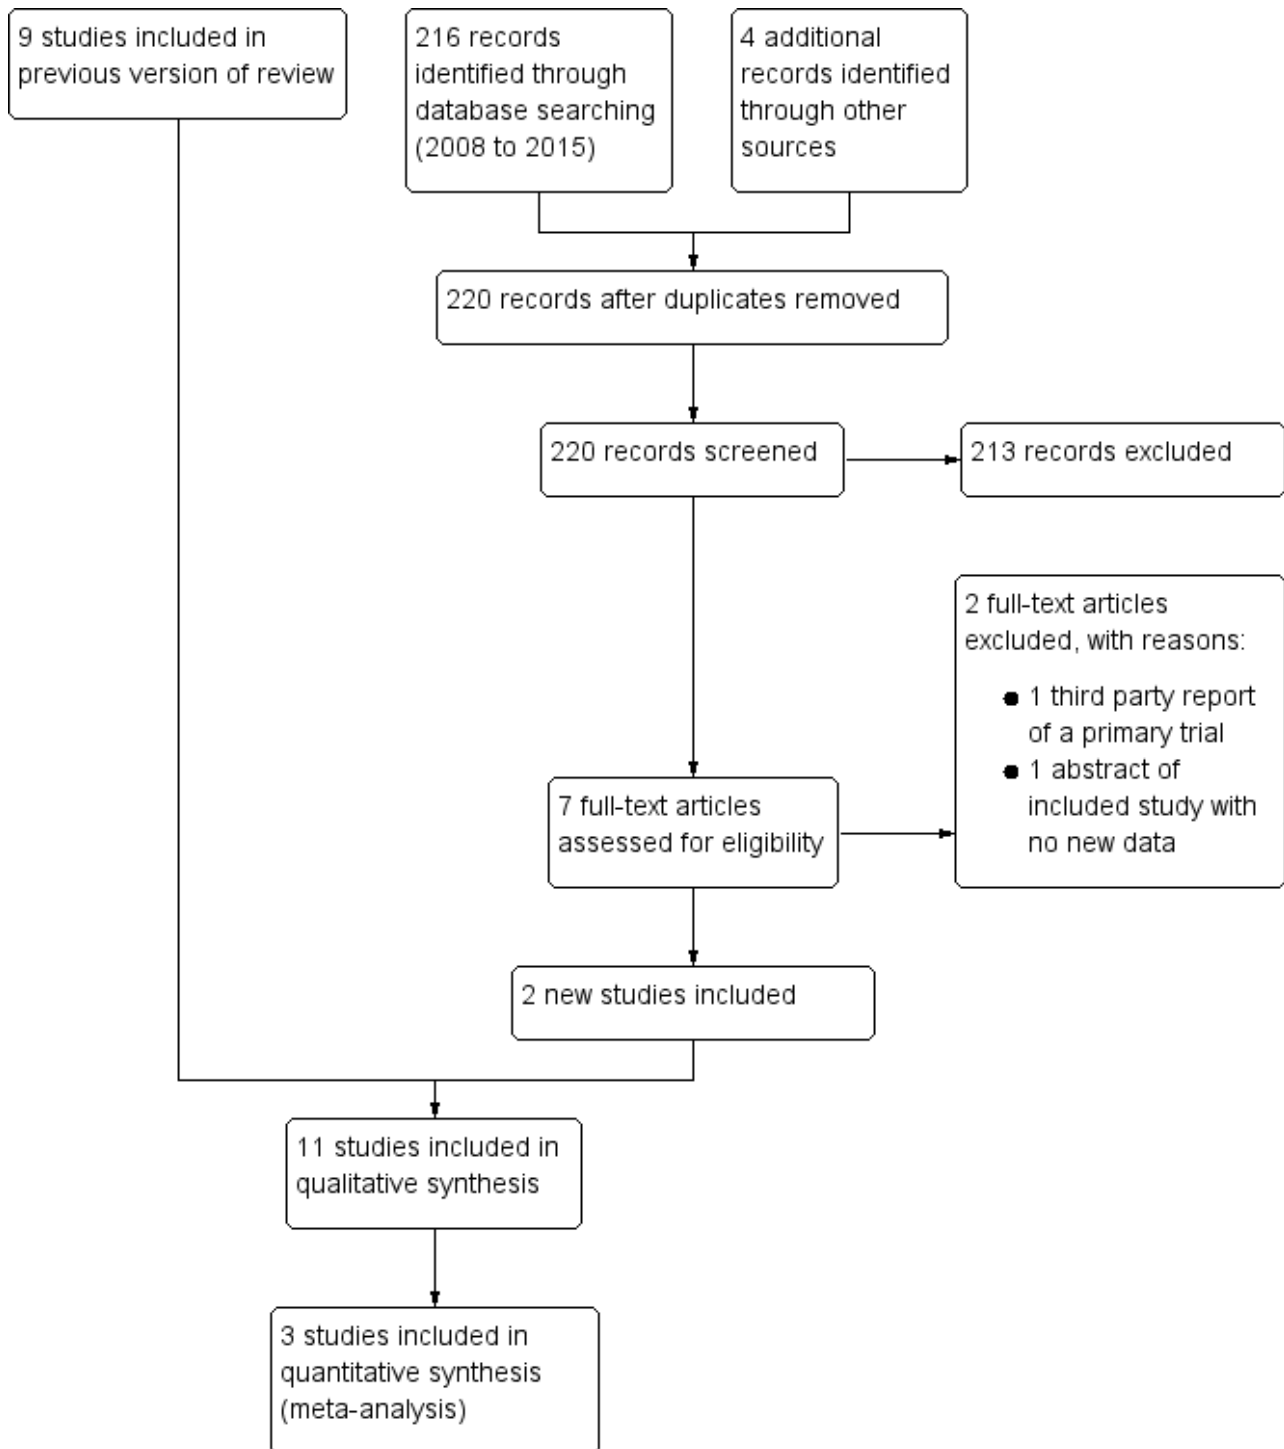 9 studies included in
previous version of review
216 records
identified through
database searching
(2008 to 2015)
4 additional
records identified
through other
sources
220 records after duplicates removed
220 records screened
213 records excluded
2 full-text articles
excluded, with reasons:
● 1 third party report
of a primary trial
● 1 abstract of
included study with
no new data
7 full-text articles
assessed for eligibility
2 new studies included
11 studies included in
qualitative synthesis
3 studies included in
quantitative synthesis
(meta-analysis)